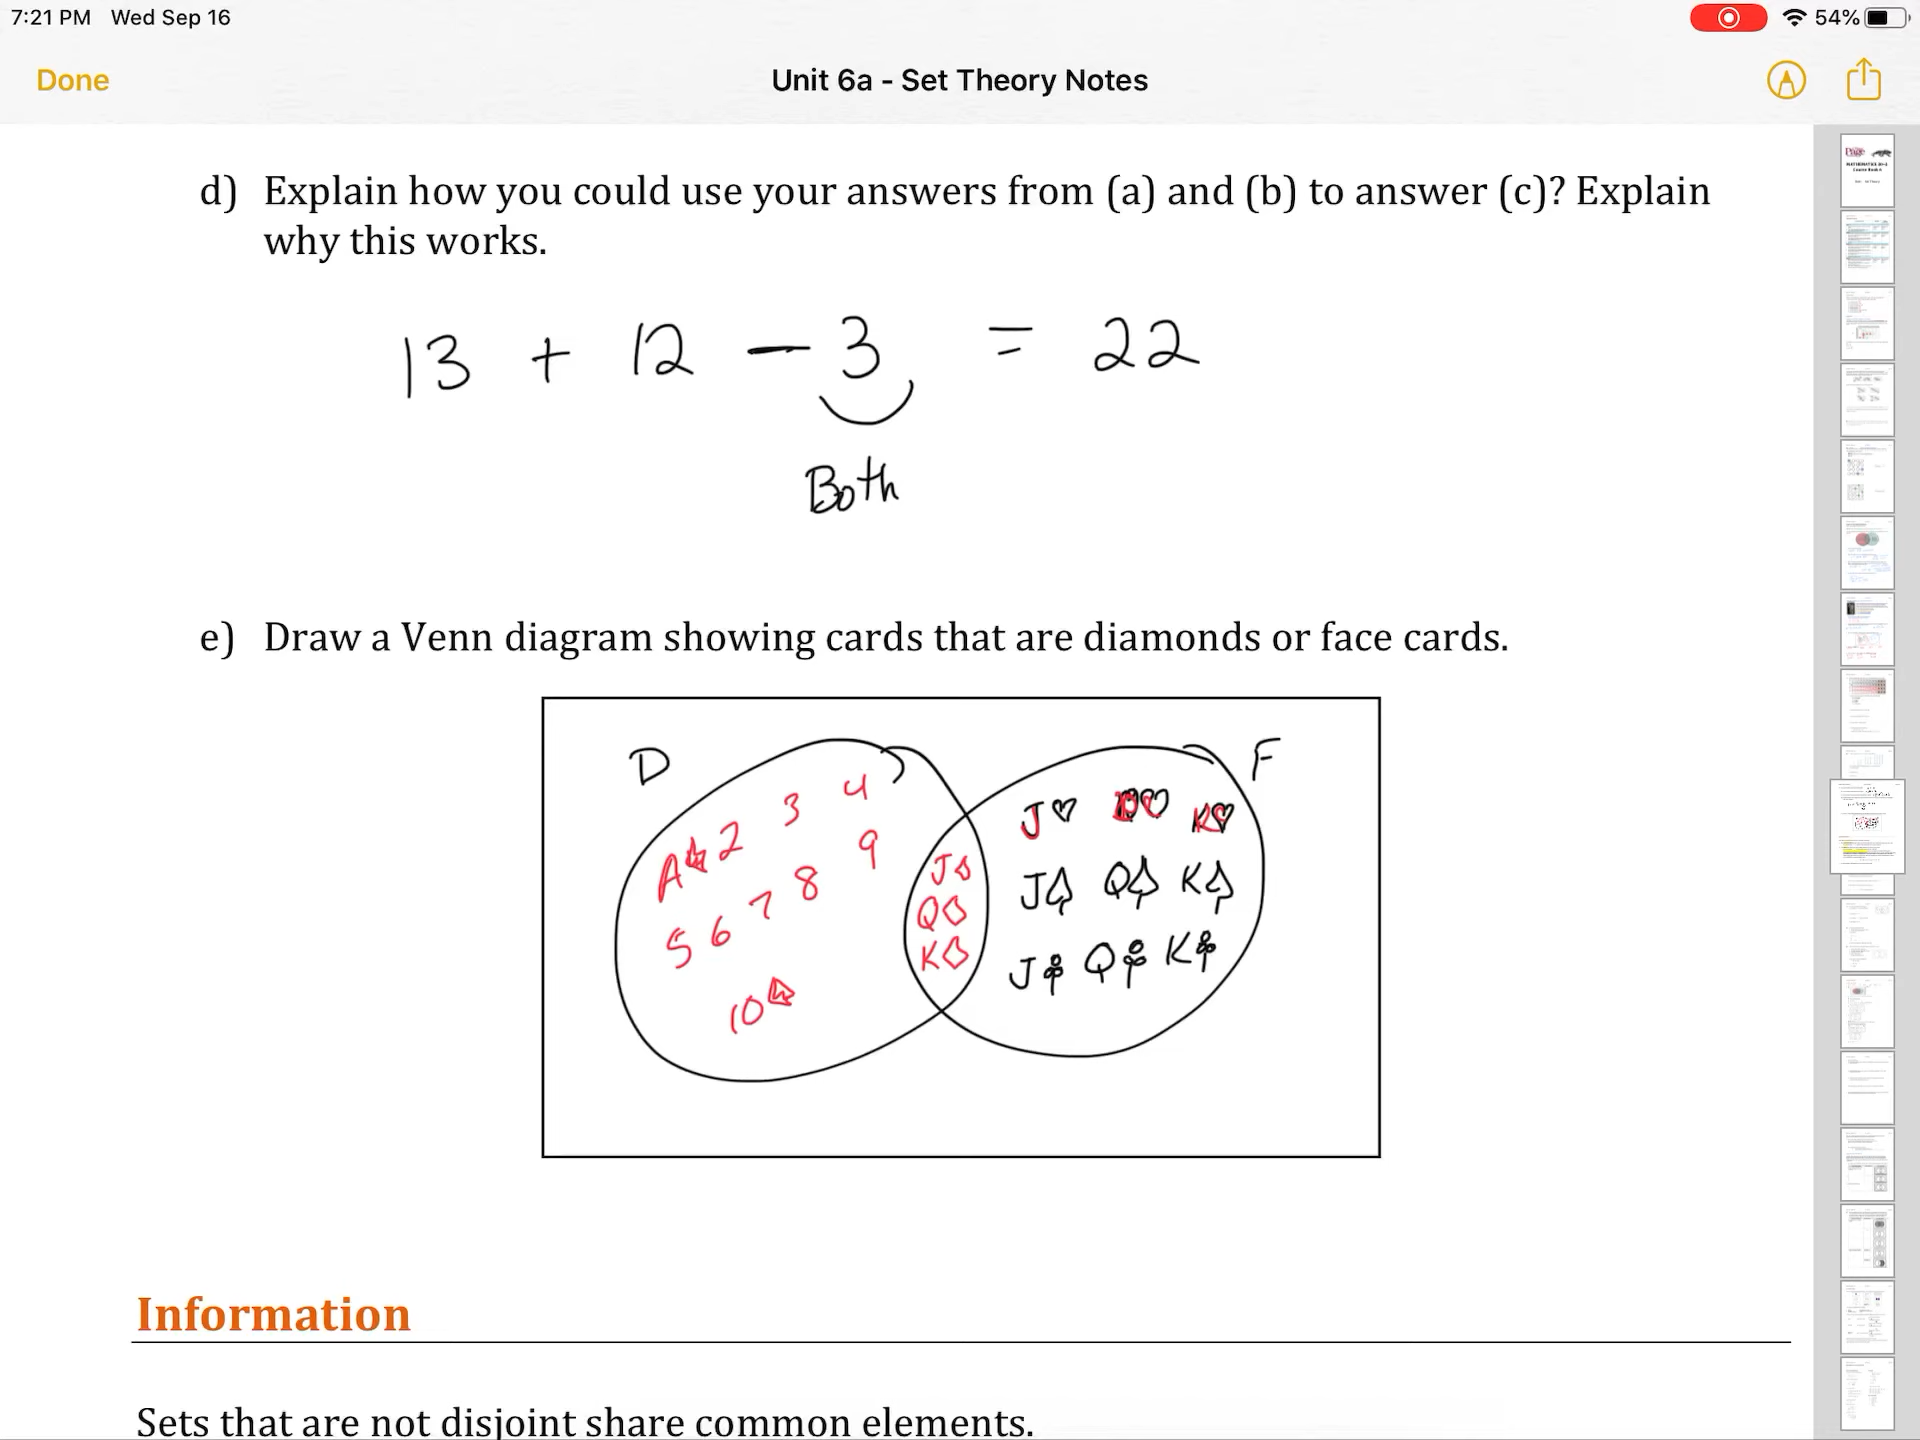 7:21 PM Wed Sep 16
54%
Done
Unit 6a - Set Theory Notes
d) Explain how you could use your answers from (a) and (b) to answer (c)? Explain
why this works.
13 + 12 - 3 = 22
Both
e) Draw a Venn diagram showing cards that are diamonds or face cards.
D F
A♦ 2 3 4
5 6 7 8 9
10♦
J♦
Q♦
K♦
J♡ K♡
J♤ Q♤ K♤
J♧ Q♧ K♧
Information
Sets that are not disjoint share common elements.